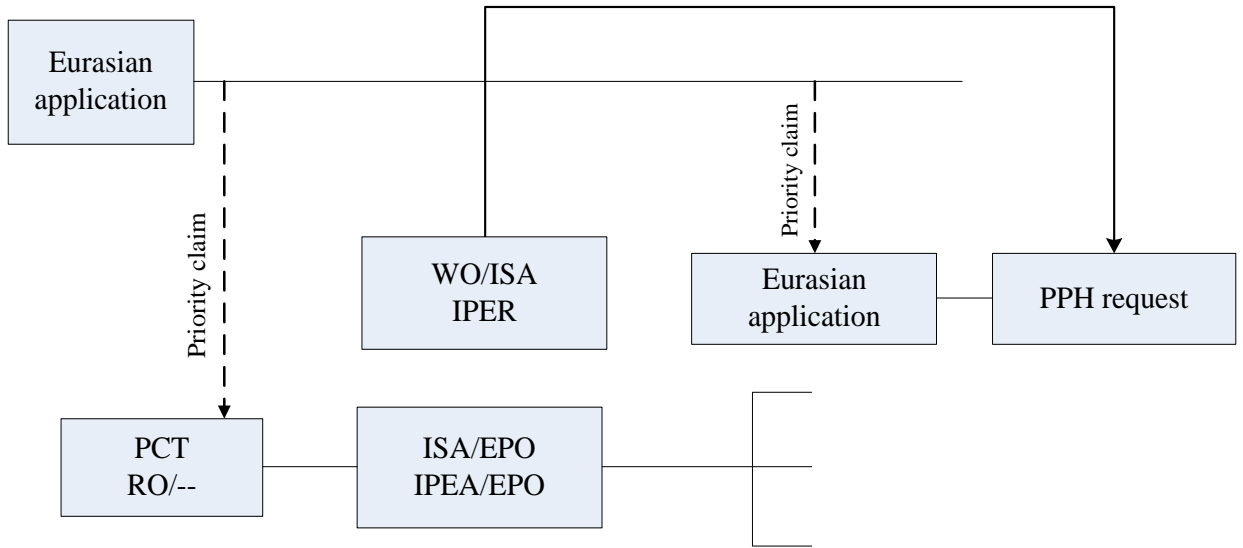 Eurasian
application
Priority claim
Priority claim
WO/ISA
IPER
Eurasian
application
PPH request
PCT
RO/--
ISA/EPO
IPEA/EPO